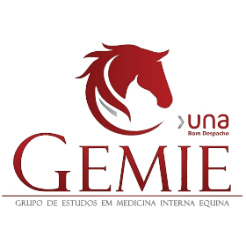 ›una
Bom Despacho
GEMIE
GRUPO DE ESTUDOS EM MEDICINA INTERNA EQUINA